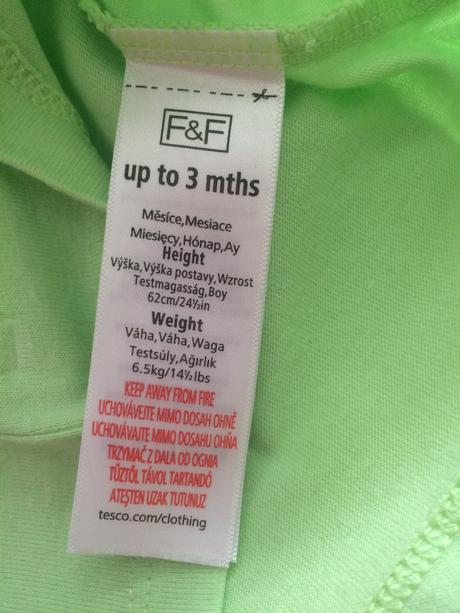 F&F
up to 3 mths
Měsíce,Mesiace
Miesięcy,Hónap,Ay
Height
Výška,Výška postavy,Wzrost
Testmagasság,Boy
62cm/24½in
Weight
Váha,Váha,Waga
Testsúly,Ağırlık
6.5kg/14½lbs
KEEP AWAY FROM FIRE
UCHOVÁVEJTE MIMO DOSAH OHNĚ
UCHOVÁVAJTE MIMO DOSAHU OHŇA
TRZYMAĆ Z DALA OD OGNIA
TŰZTŐL TÁVOL TARTANDÓ
ATEŞTEN UZAK TUTUNUZ
tesco.com/clothing